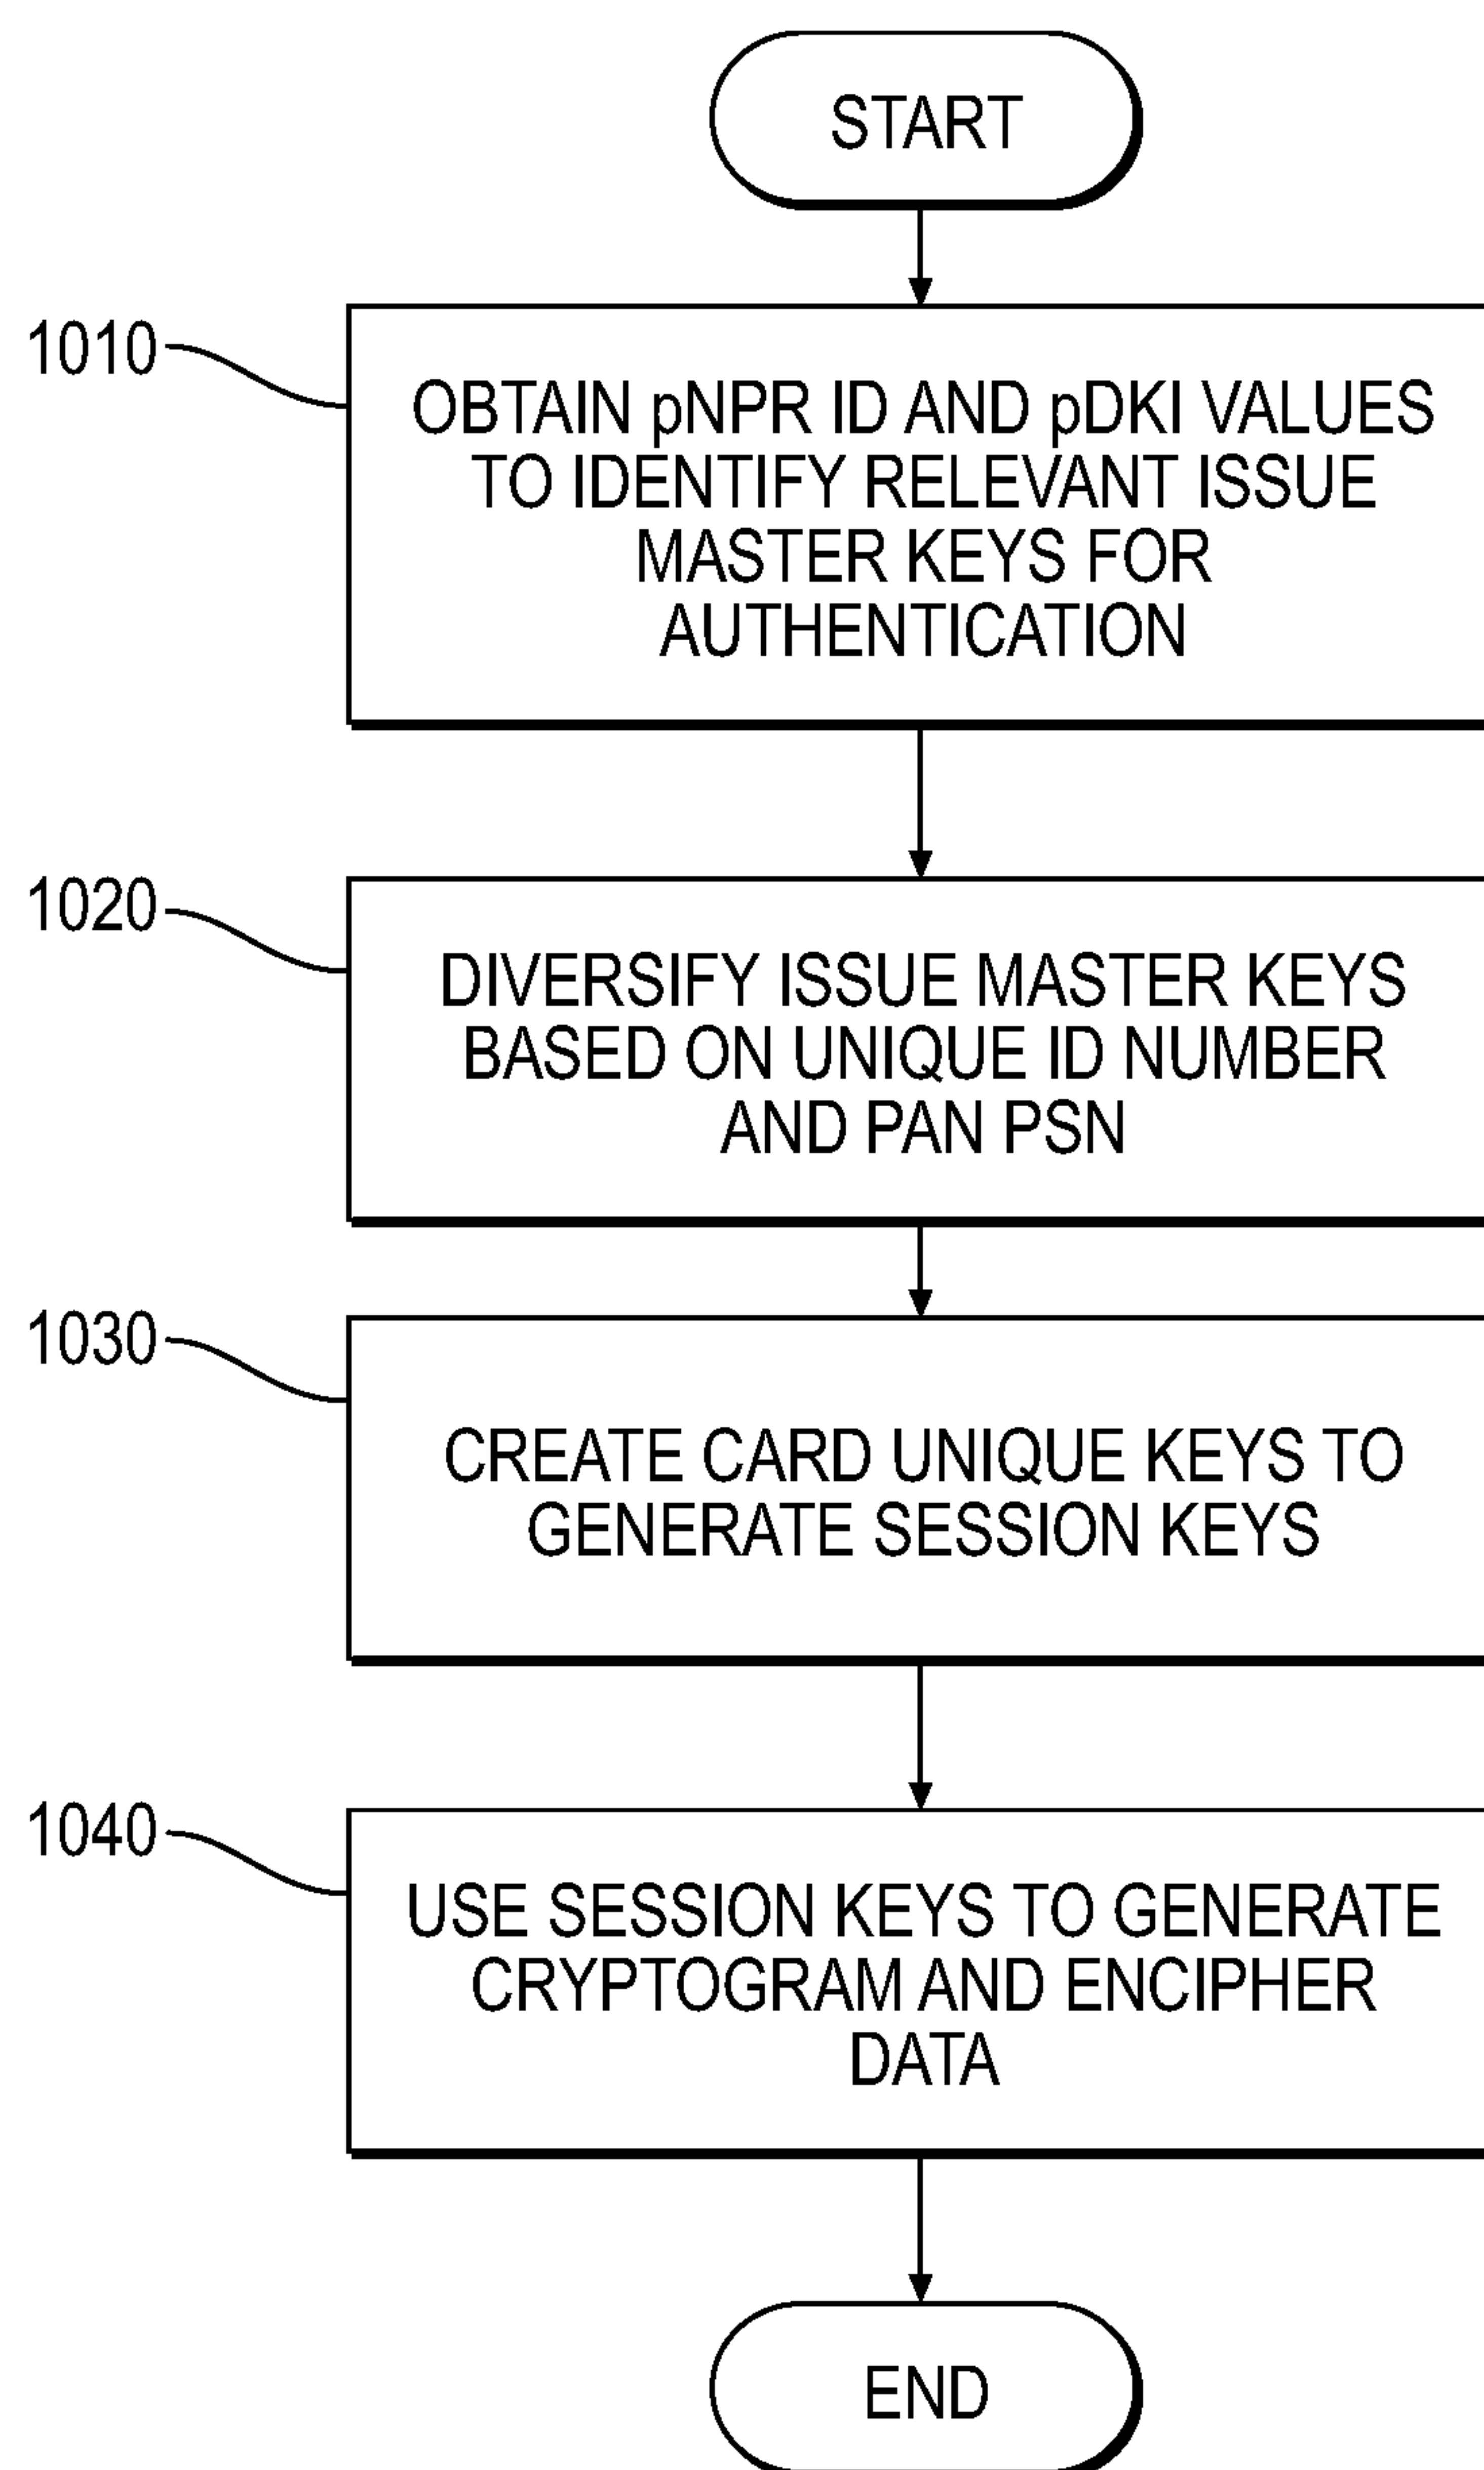 START
1010
OBTAIN pNPR ID AND pDKI VALUES
TO IDENTIFY RELEVANT ISSUE
MASTER KEYS FOR
AUTHENTICATION
1020
DIVERSIFY ISSUE MASTER KEYS
BASED ON UNIQUE ID NUMBER
AND PAN PSN
1030
CREATE CARD UNIQUE KEYS TO
GENERATE SESSION KEYS
1040
USE SESSION KEYS TO GENERATE
CRYPTOGRAM AND ENCIPHER
DATA
END